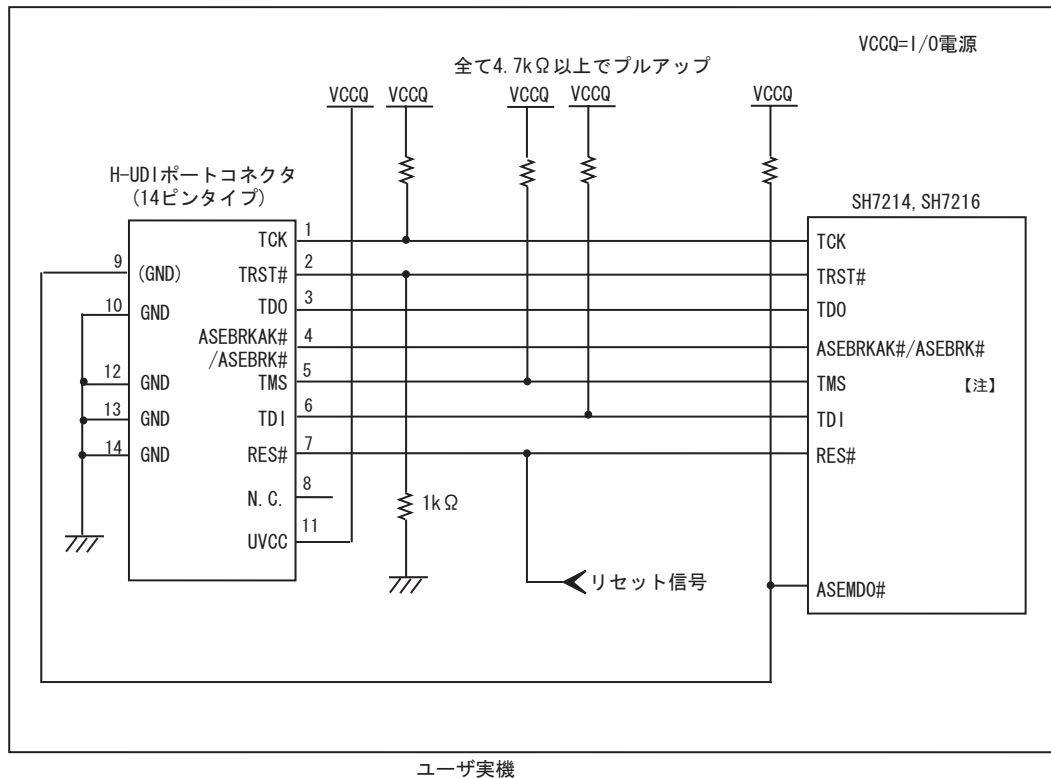 VCCQ=I/O電源
全て4.7kΩ以上でプルアップ
VCCQ
VCCQ
VCCQ
VCCQ
VCCQ
H-UDIポートコネクタ
(14ピンタイプ)
SH7214, SH7216
TCK
1
TCK
9
(GND)
TRST#
2
TRST#
10
GND
TDO
3
TDO
ASEBRKAK#
/ASEBRK#
4
ASEBRKAK#/ASEBRK#
12
GND
TMS
5
TMS
【注】
13
GND
TDI
6
TDI
14
GND
RES#
7
RES#
N.C.
8
1kΩ
UVCC
11
リセット信号
ASEMD0#
ユーザ実機